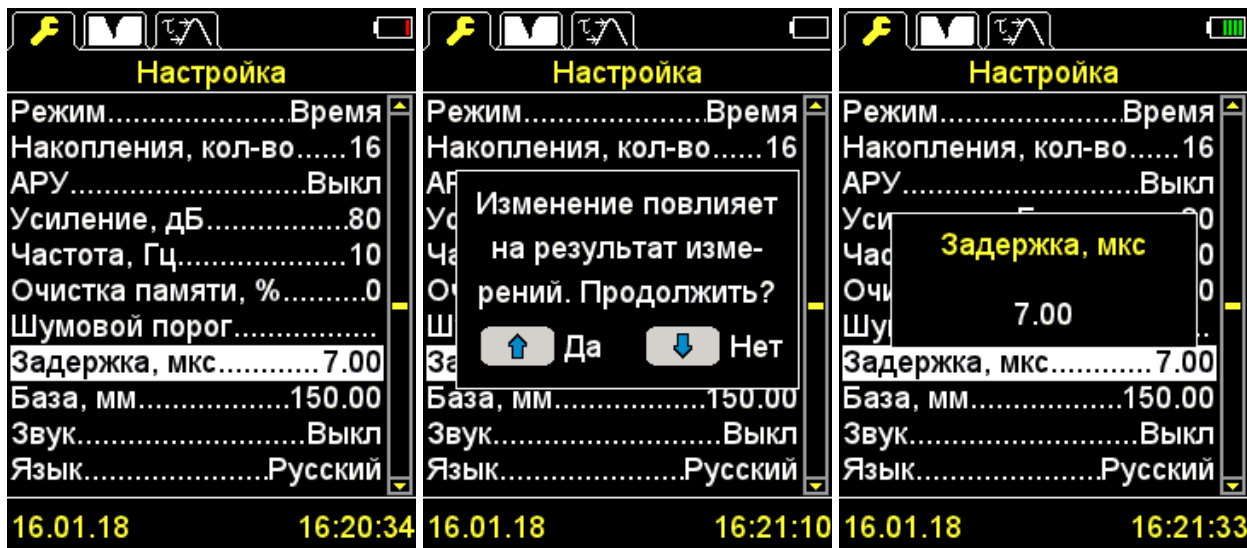 Настройка
Режим......................Время
Накопления, кол-во......16
АРУ............................Выкл
Усиление, дБ.................80
Частота, Гц....................10
Очистка памяти, %..........0
Шумовой порог.................
Задержка, мкс............7.00
База, мм..................150.00
Звук...........................Выкл
Язык.....................Русский
16.01.18 16:20:34
Настройка
Режим......................Время
Накопления, кол-во......16
Изменение повлияет
на результат изме-
рений. Продолжить?
Да Нет
База, мм..................150.00
Звук...........................Выкл
Язык.....................Русский
16.01.18 16:21:10
Настройка
Режим......................Время
Накопления, кол-во......16
АРУ............................Выкл
Задержка, мкс
7.00
Задержка, мкс............7.00
База, мм..................150.00
Звук...........................Выкл
Язык.....................Русский
16.01.18 16:21:33